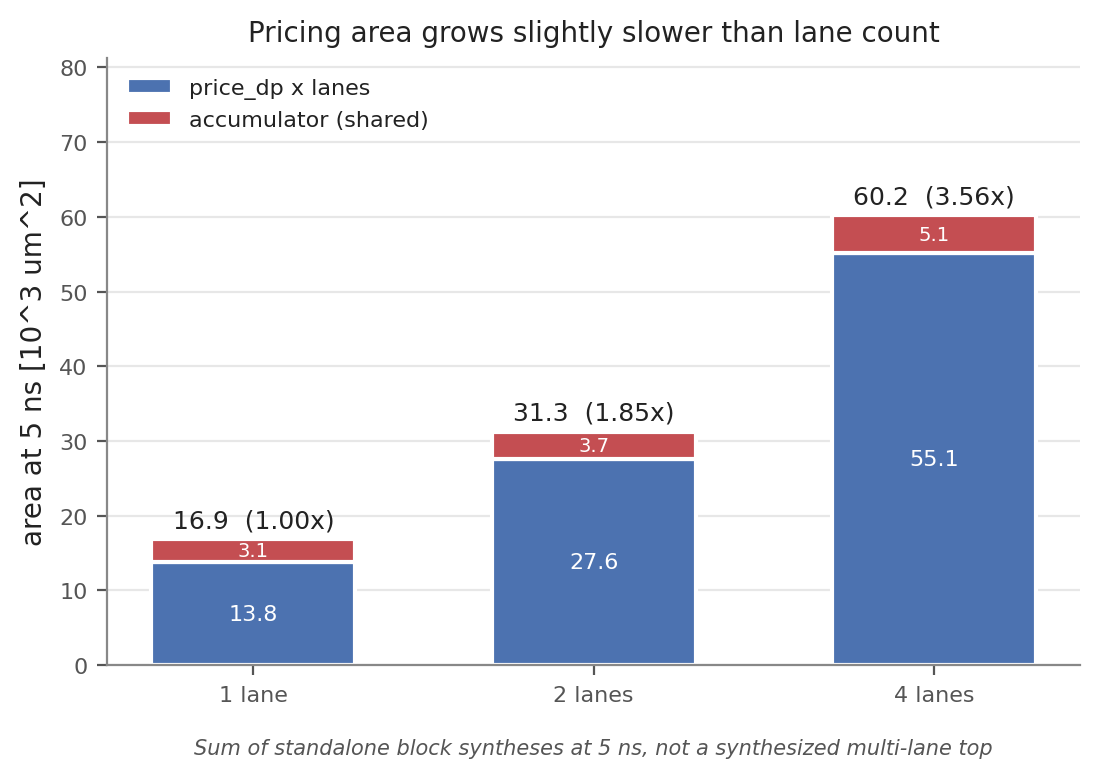 Pricing area grows slightly slower than lane count
price_dp x lanes
accumulator (shared)
area at 5 ns [10^3 um^2]
80
70
60
50
40
30
20
10
0
16.9 (1.00x)
3.1
13.8
31.3 (1.85x)
3.7
27.6
60.2 (3.56x)
5.1
55.1
1 lane
2 lanes
4 lanes
Sum of standalone block syntheses at 5 ns, not a synthesized multi-lane top